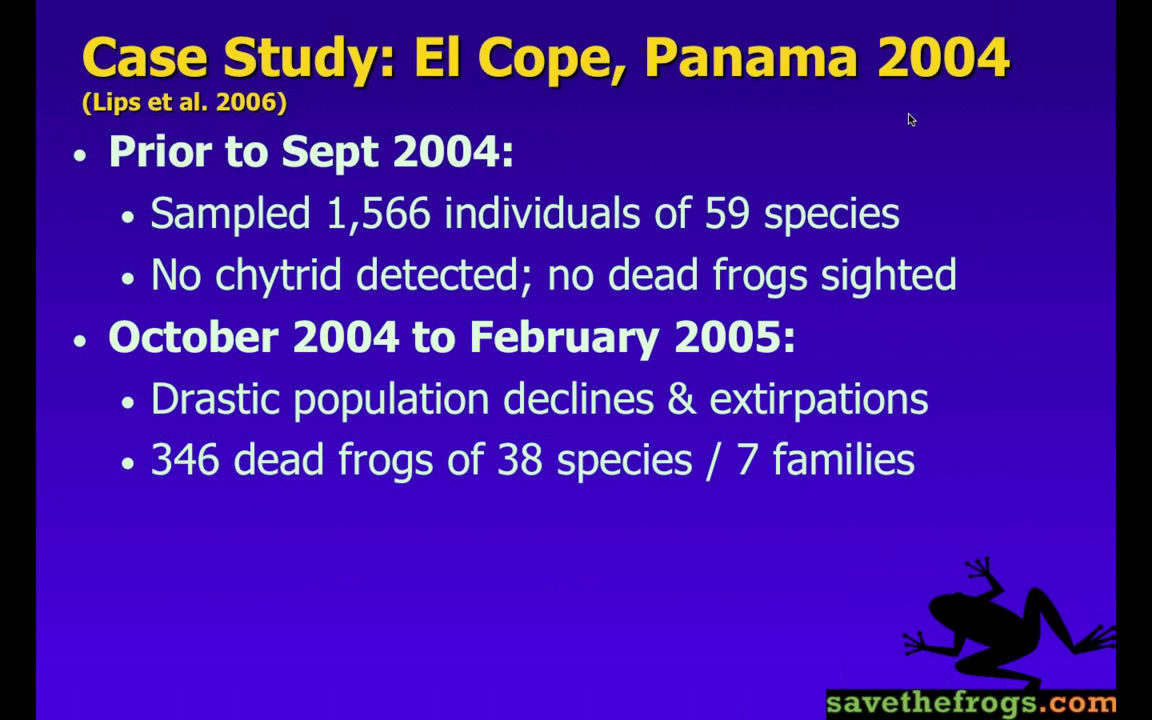 Case Study: El Cope, Panama 2004
(Lips et al. 2006)
• Prior to Sept 2004:
• Sampled 1,566 individuals of 59 species
• No chytrid detected; no dead frogs sighted
• October 2004 to February 2005:
• Drastic population declines & extirpations
• 346 dead frogs of 38 species / 7 families
savethefrogs.com